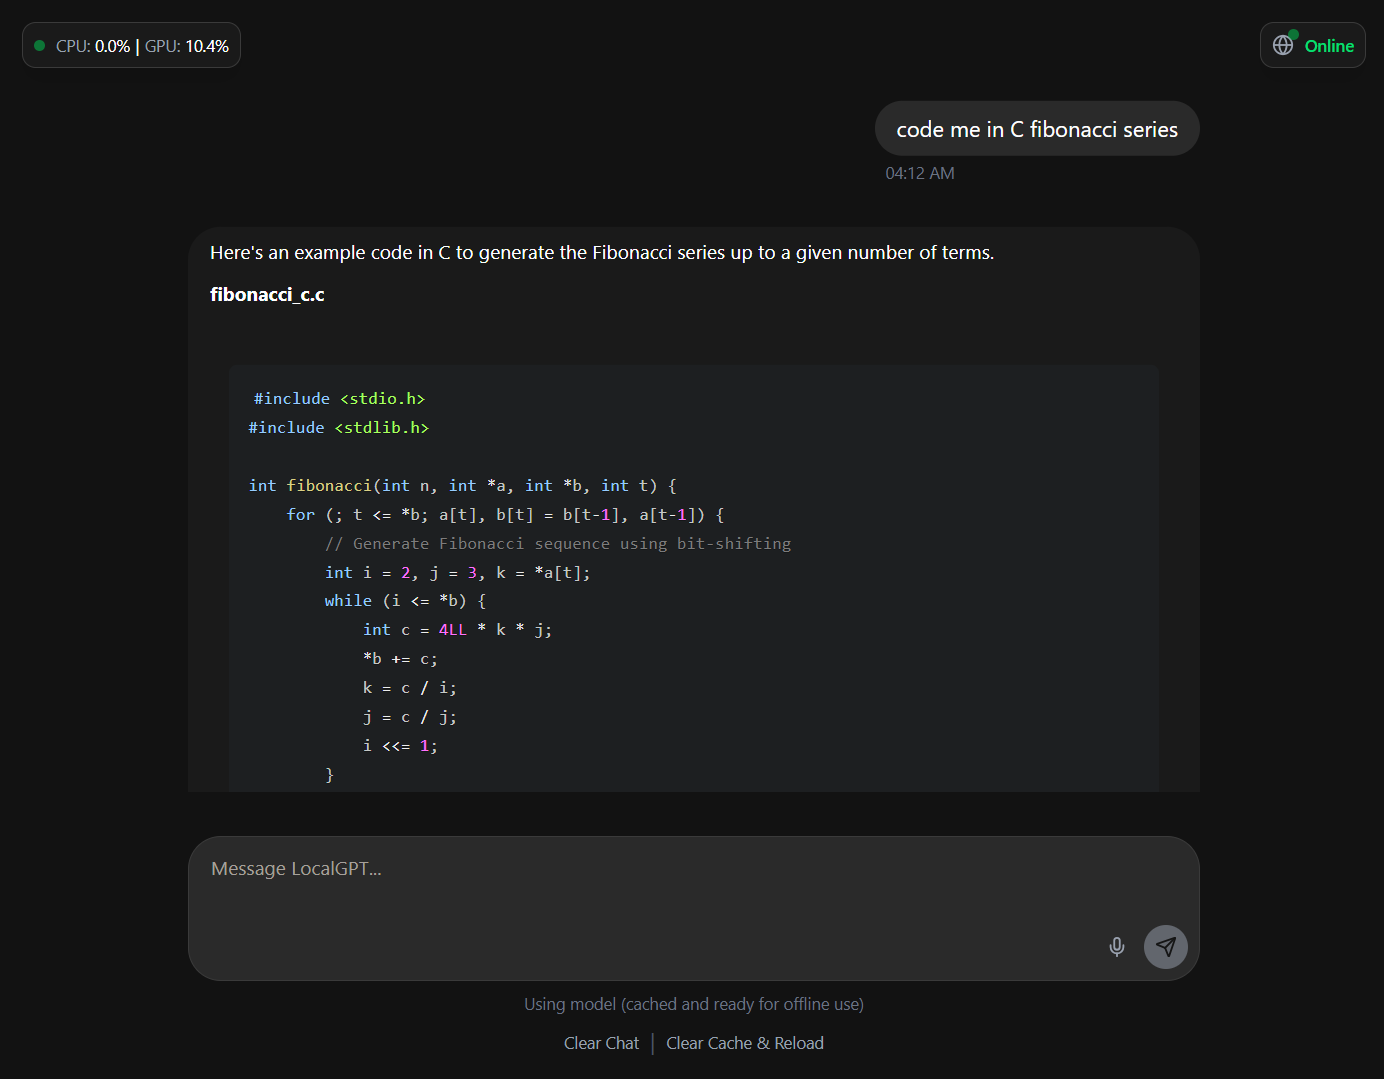 CPU: 0.0% | GPU: 10.4%
Online
code me in C fibonacci series
04:12 AM
Here's an example code in C to generate the Fibonacci series up to a given number of terms.
fibonacci_c.c
#include <stdio.h>
#include <stdlib.h>
int fibonacci(int n, int *a, int *b, int t) {
    for (; t <= *b; a[t], b[t] = b[t-1], a[t-1]) {
        // Generate Fibonacci sequence using bit-shifting
        int i = 2, j = 3, k = *a[t];
        while (i <= *b) {
            int c = 4LL * k * j;
            *b += c;
            k = c / i;
            j = c / j;
            i <<= 1;
        }
Message LocalGPT...
Using model (cached and ready for offline use)
Clear Chat | Clear Cache & Reload